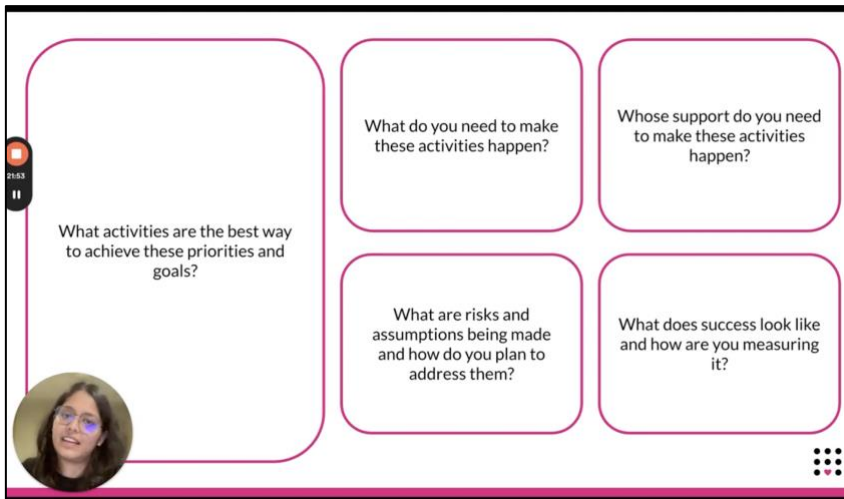 21:53
What activities are the best way
to achieve these priorities and
goals?
What do you need to make
these activities happen?
Whose support do you need
to make these activities
happen?
What are risks and
assumptions being made
and how do you plan to
address them?
What does success look like
and how are you measuring
it?